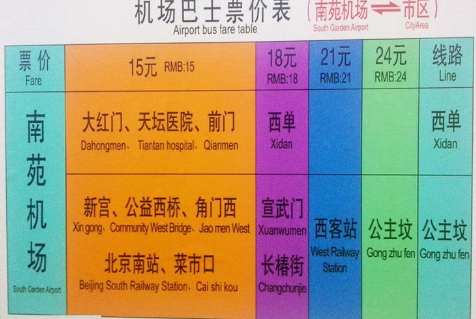 机场巴士票价表（南苑机场⇌市区）
Airport bus fare table South Garden Airport CityArea
票价 15元 RMB:15 18元 21元 24元 线路
Fare RMB:18 RMB:21 RMB:24 Line
南苑机场
South Garden Airport
大红门、天坛医院、前门 西单 西单
Dahongmen、 Tiantan hospital、 Qianmen Xidan Xidan
新宫、公益西桥、角门西 宣武门
Xin gong、 Community West Bridge、 Jiao men West Xuanwumen
西客站 公主坟 公主坟
West Railway Station Gong zhu fen Gong zhu fen
北京南站、菜市口 长椿街
Beijing South Railway Station、 Cai shi kou Changchunjie